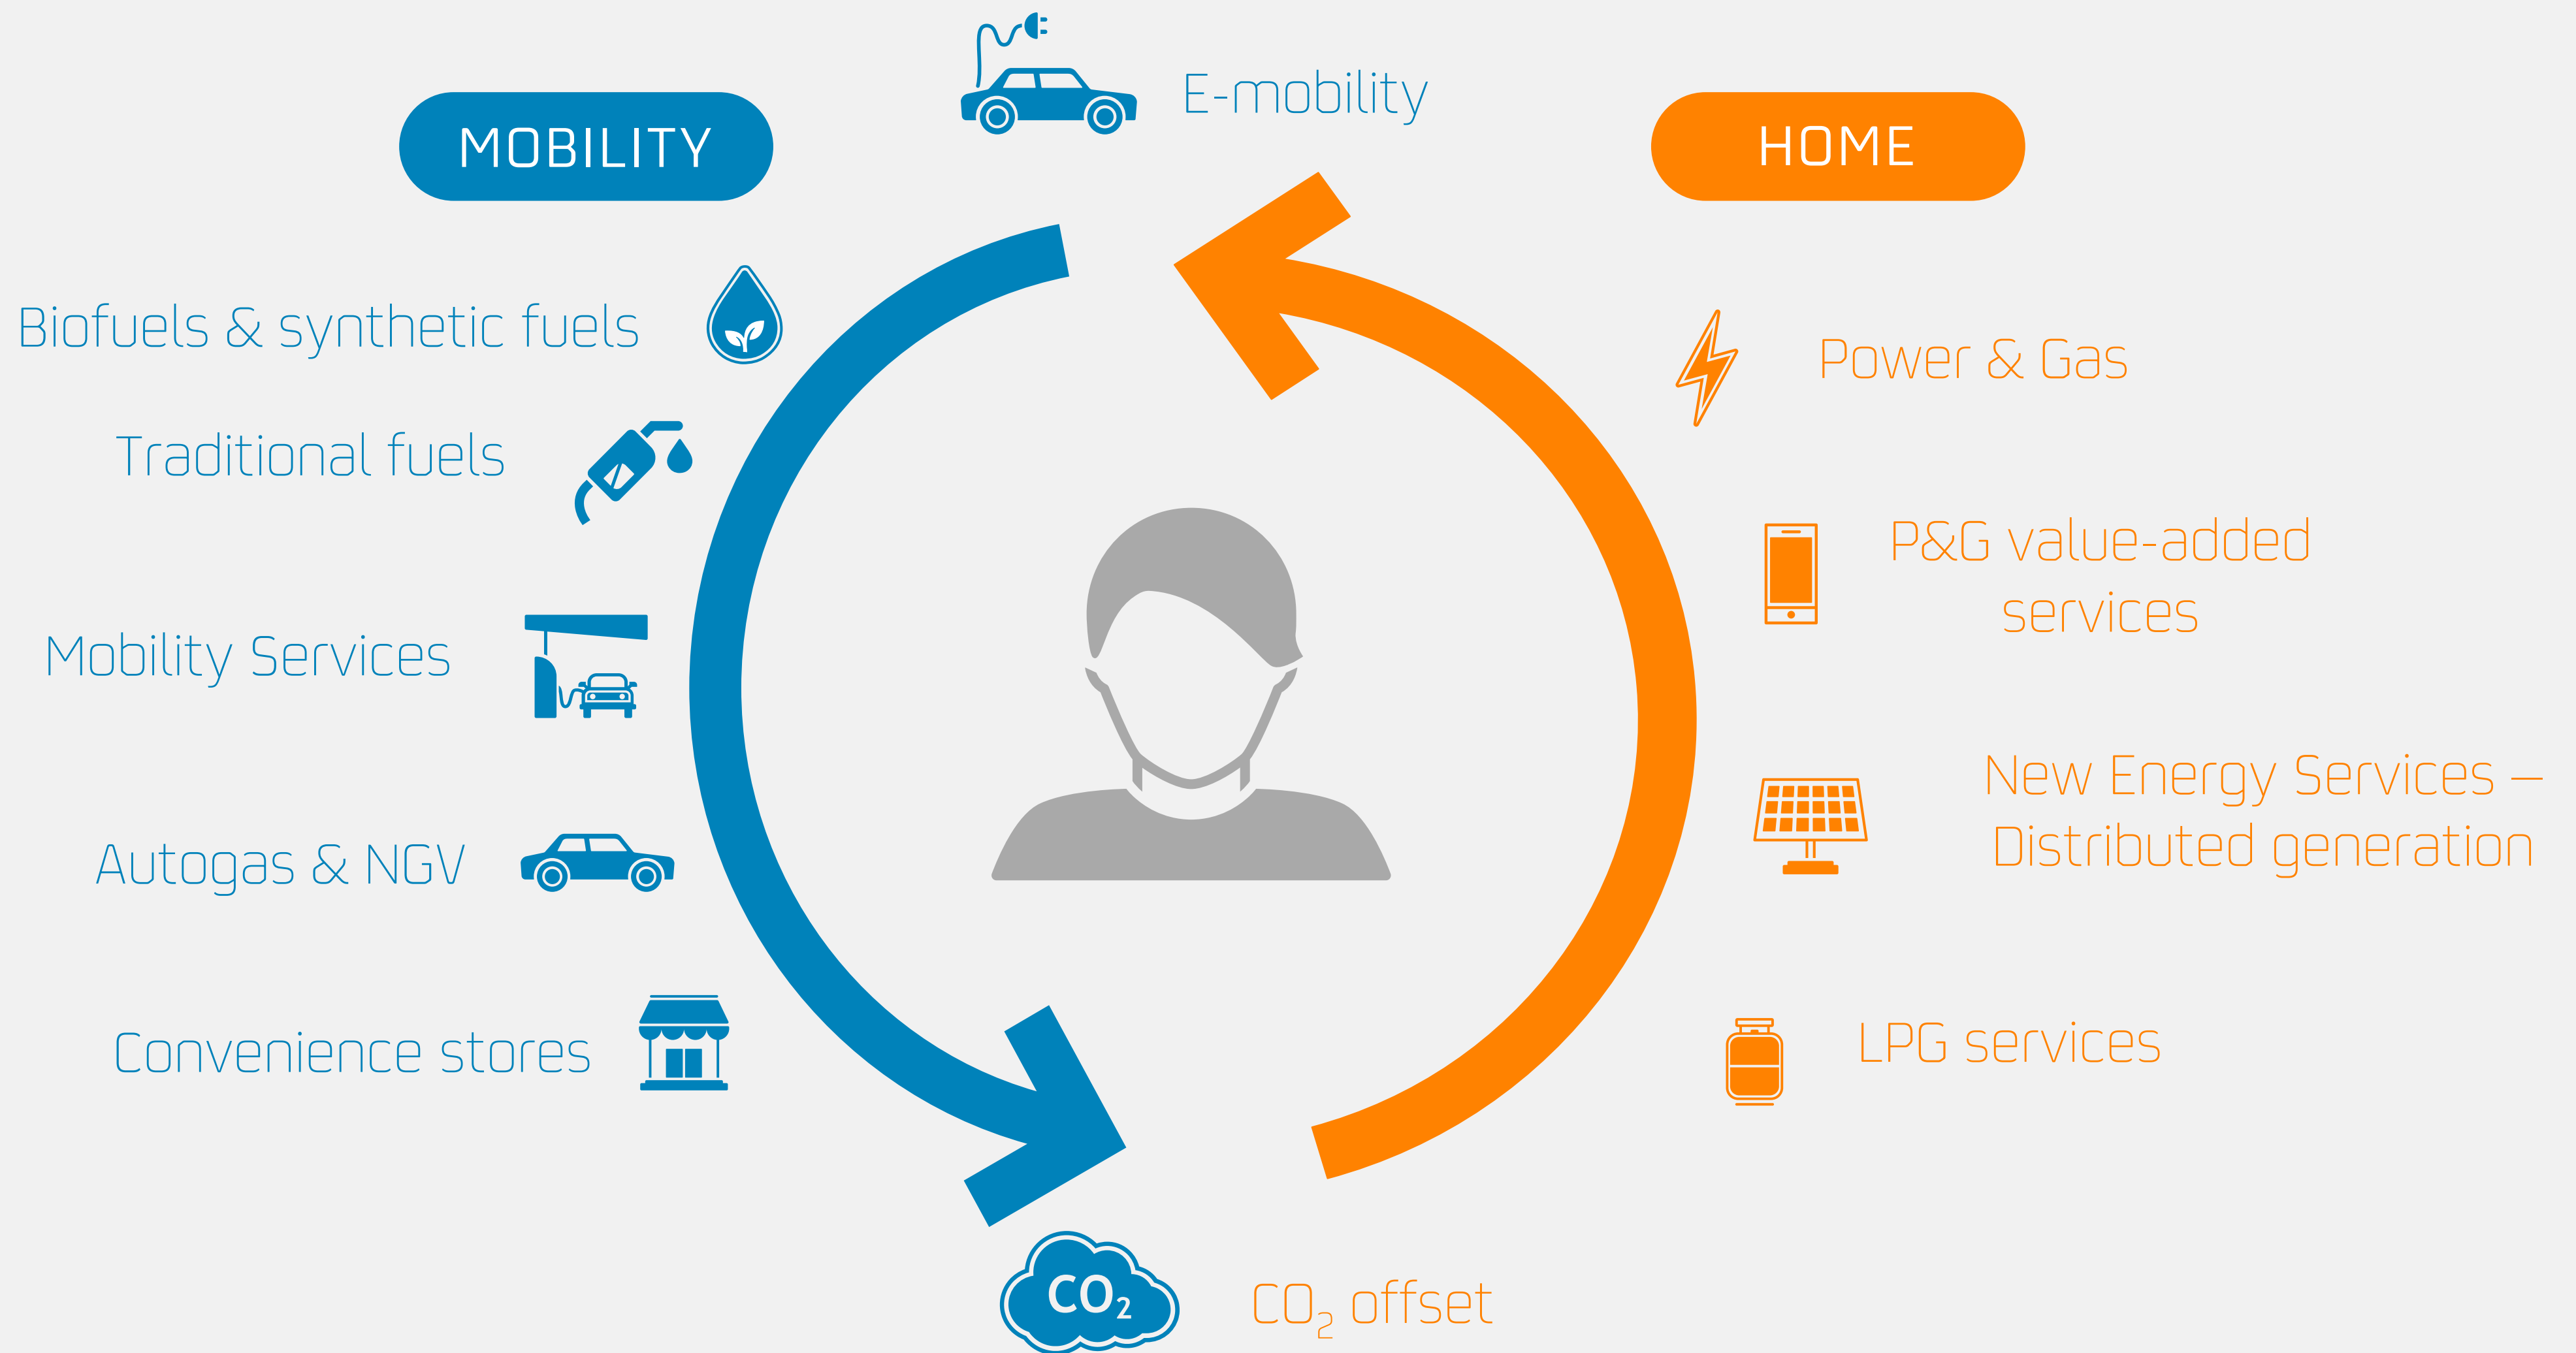 E-mobility
MOBILITY
Biofuels & synthetic fuels
Traditional fuels
Mobility Services
Autogas & NGV
Convenience stores
HOME
Power & Gas
P&G value-added
services
New Energy Services –
Distributed generation
LPG services
CO₂
CO₂ offset